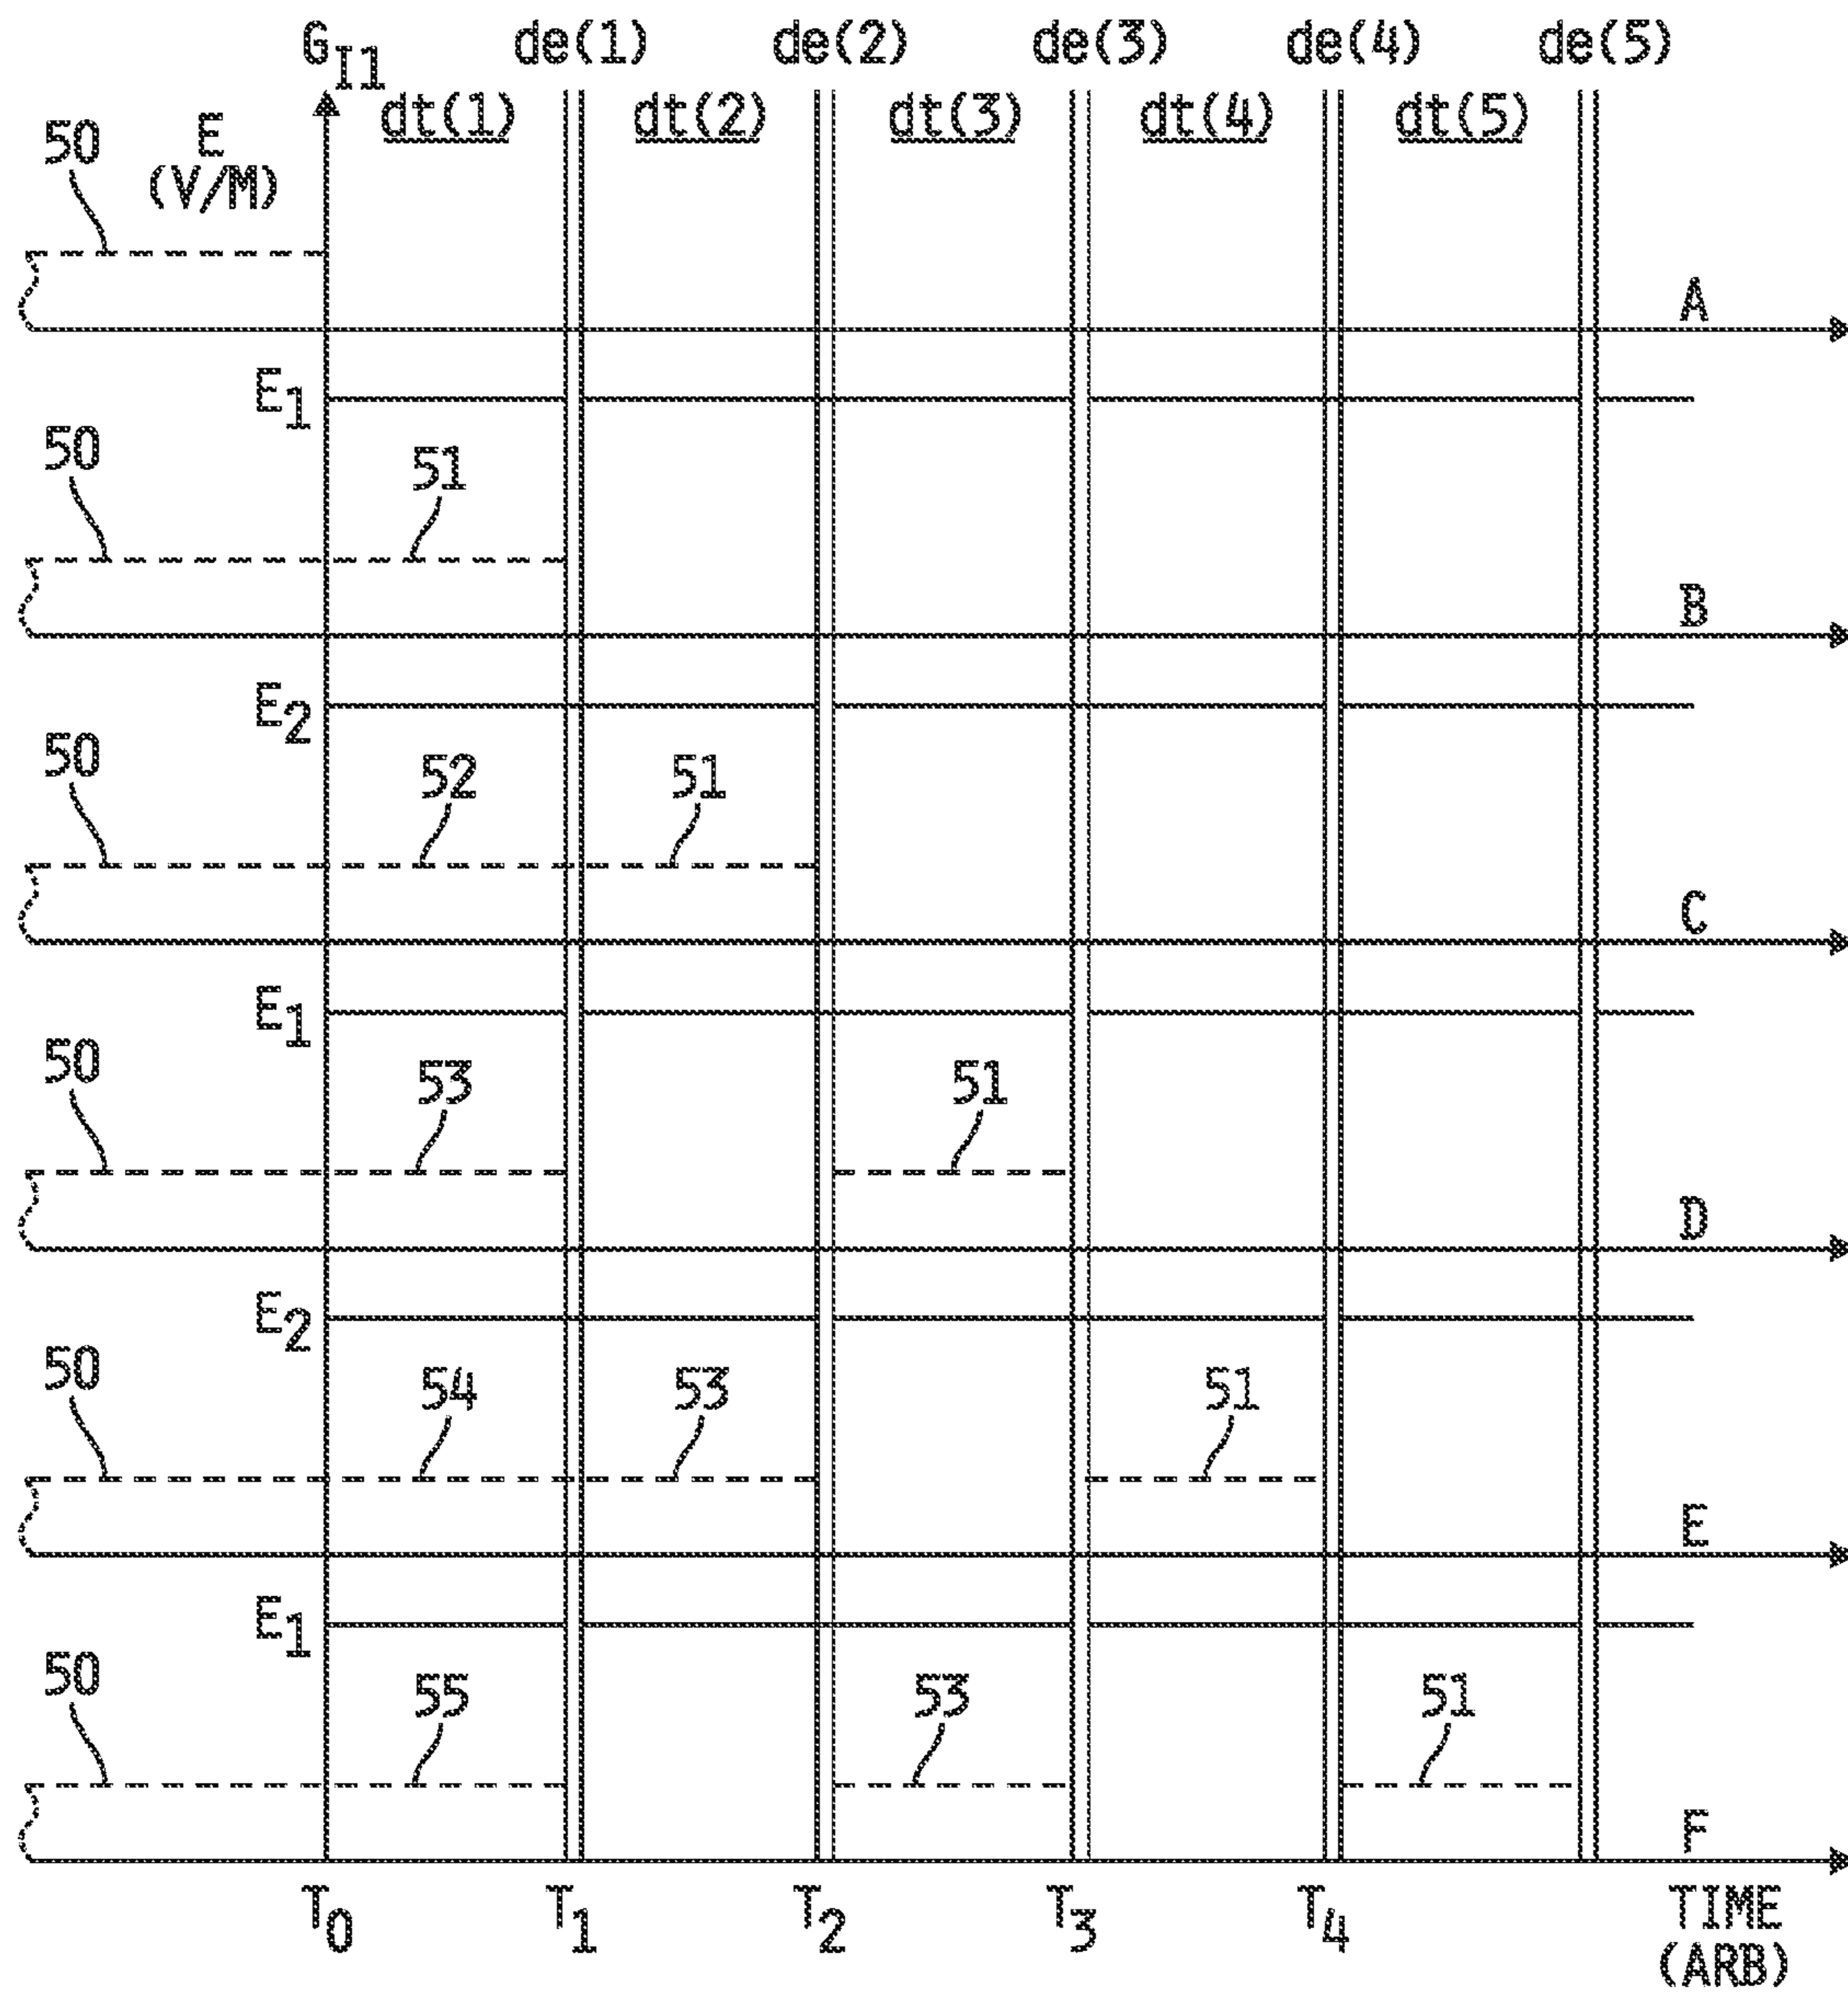 G_I1 de(1) de(2) de(3) de(4) de(5)
dt(1) dt(2) dt(3) dt(4) dt(5)
50 E
(V/M)
A
E1
50 51
B
E2
50 52 51
C
E1
50 53 51
D
E2
50 54 53 51
E
E1
50 55 53 51
F
T0 T1 T2 T3 T4 TIME
(ARB)